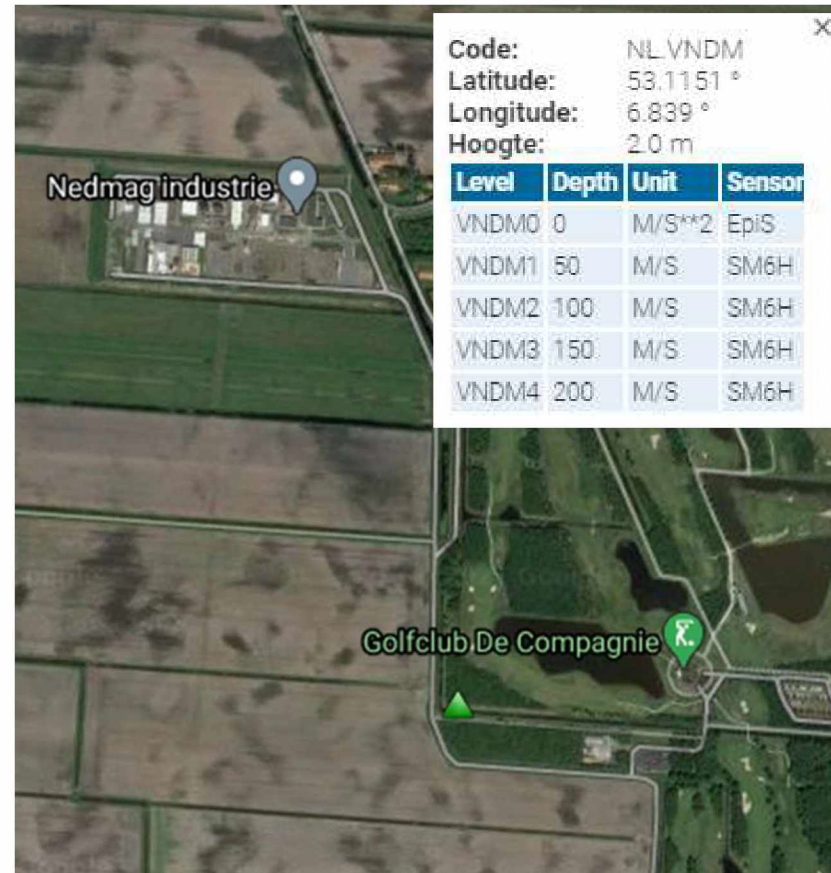 ×
Code: NL.VNDM
Latitude: 53.1151 °
Longitude: 6.839 °
Hoogte: 2.0 m
Level Depth Unit Sensor
VNDM0 0 M/S**2 EpiS
VNDM1 50 M/S SM6H
VNDM2 100 M/S SM6H
VNDM3 150 M/S SM6H
VNDM4 200 M/S SM6H
Nedmag industrie
Golfclub De Compagnie